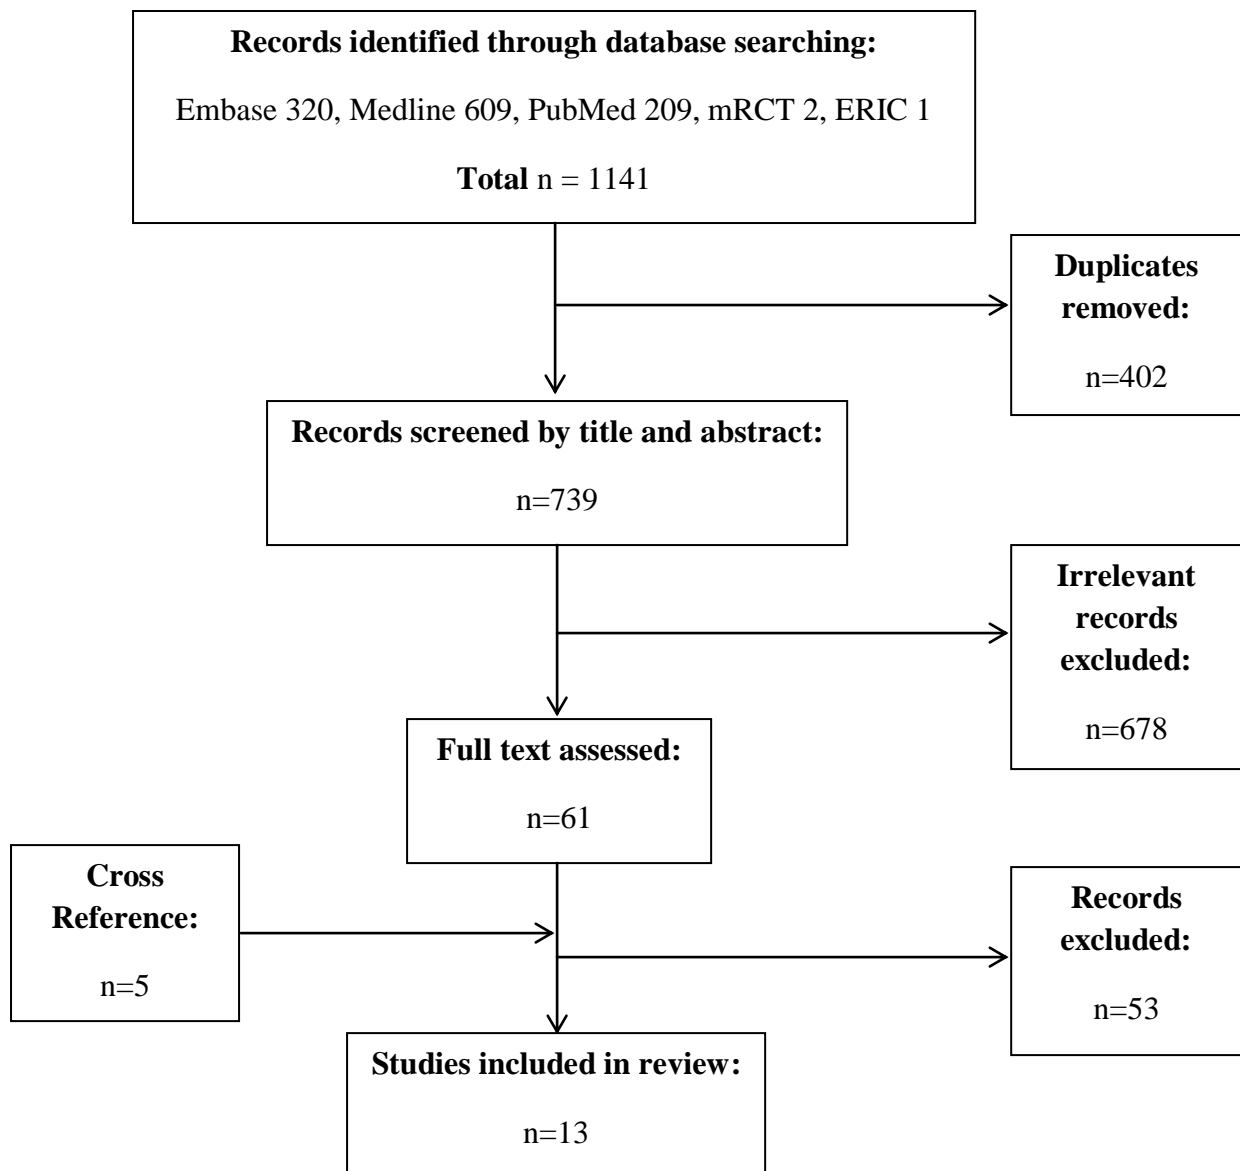 Records identified through database searching:
Embase 320, Medline 609, PubMed 209, mRCT 2, ERIC 1
Total n = 1141
Duplicates
removed:
n=402
Records screened by title and abstract:
n=739
Irrelevant
records
excluded:
n=678
Full text assessed:
n=61
Cross
Reference:
n=5
Records
excluded:
n=53
Studies included in review:
n=13